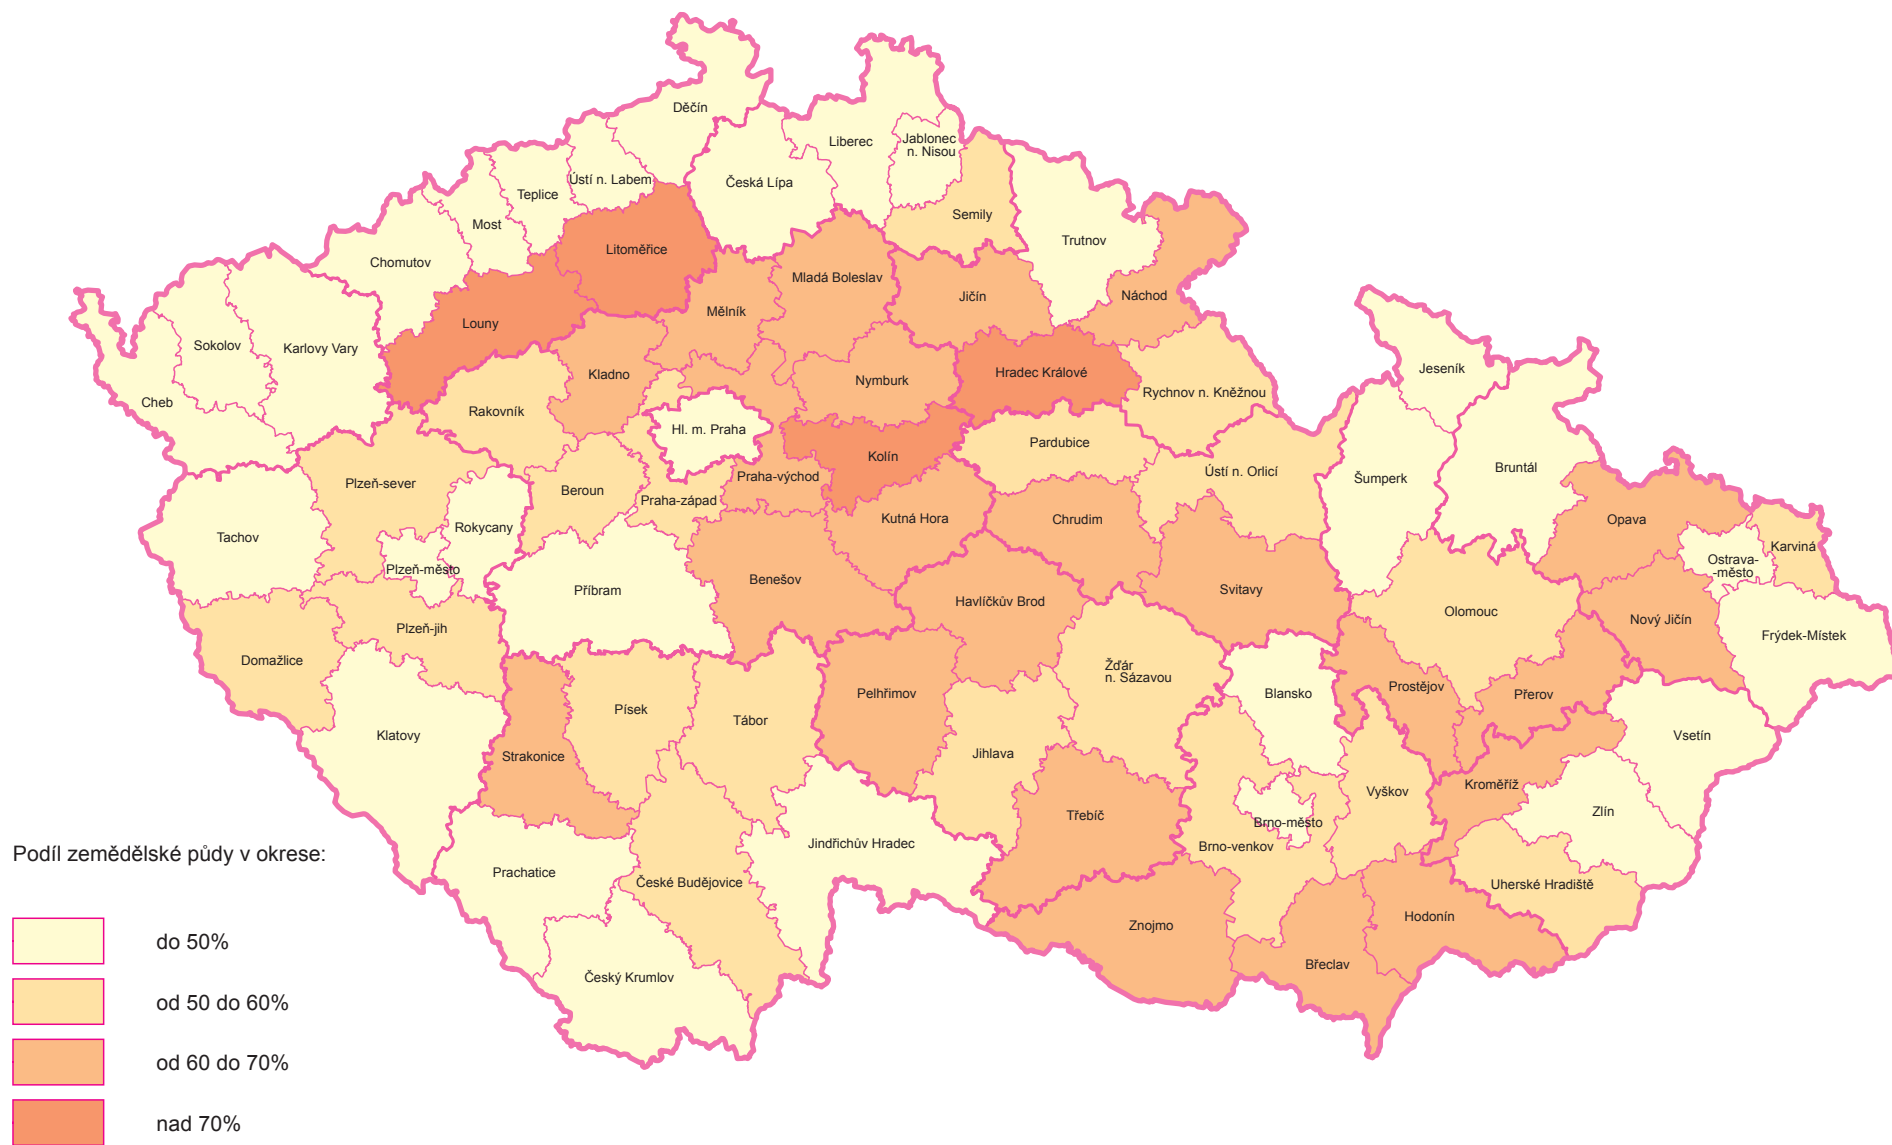 Děčín
Liberec
Jablonec
n. Nisou
Ústí n. Labem
Teplice
Česká Lípa
Most
Semily
Trutnov
Litoměřice
Chomutov
Mladá Boleslav
Jičín
Náchod
Mělník
Louny
Sokolov
Karlovy Vary
Kladno
Nymburk
Hradec Králové
Jeseník
Rychnov n. Kněžnou
Cheb
Rakovník
Hl. m. Praha
Pardubice
Kolín
Bruntál
Ústí n. Orlicí
Šumperk
Plzeň-sever
Beroun
Praha-východ
Praha-západ
Rokycany
Kutná Hora
Chrudim
Opava
Karviná
Tachov
Plzeň-město
Ostrava-
-město
Benešov
Příbram
Svitavy
Havlíčkův Brod
Olomouc
Nový Jičín
Frýdek-Místek
Plzeň-jih
Domažlice
Žďár
n. Sázavou
Prostějov
Přerov
Blansko
Pelhřimov
Písek
Tábor
Klatovy
Vsetín
Jihlava
Strakonice
Kroměříž
Vyškov
Zlín
Třebíč
Brno-město
Jindřichův Hradec
Brno-venkov
Prachatice
České Budějovice
Uherské Hradiště
Hodonín
Znojmo
Břeclav
Český Krumlov
Podíl zemědělské půdy v okrese:
do 50%
od 50 do 60%
od 60 do 70%
nad 70%